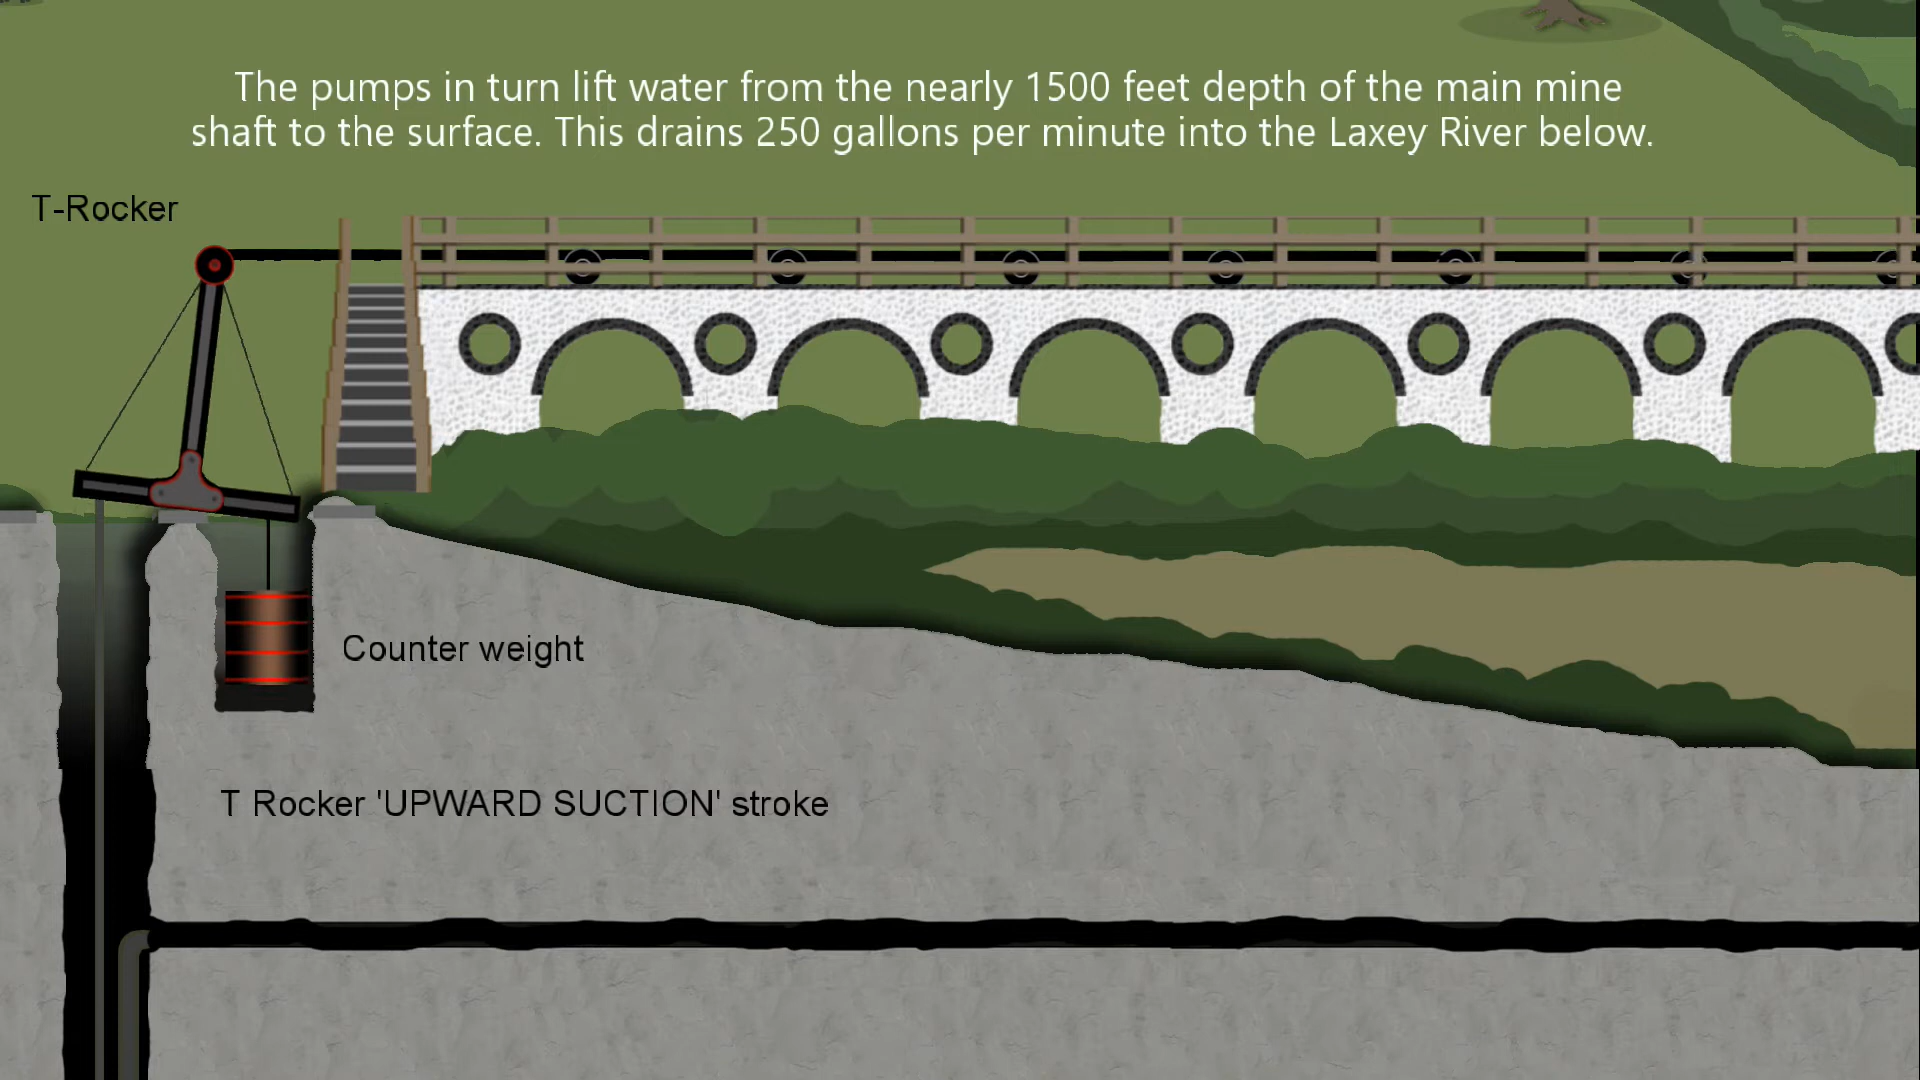 The pumps in turn lift water from the nearly 1500 feet depth of the main mine
shaft to the surface. This drains 250 gallons per minute into the Laxey River below.
T-Rocker
Counter weight
T Rocker 'UPWARD SUCTION' stroke